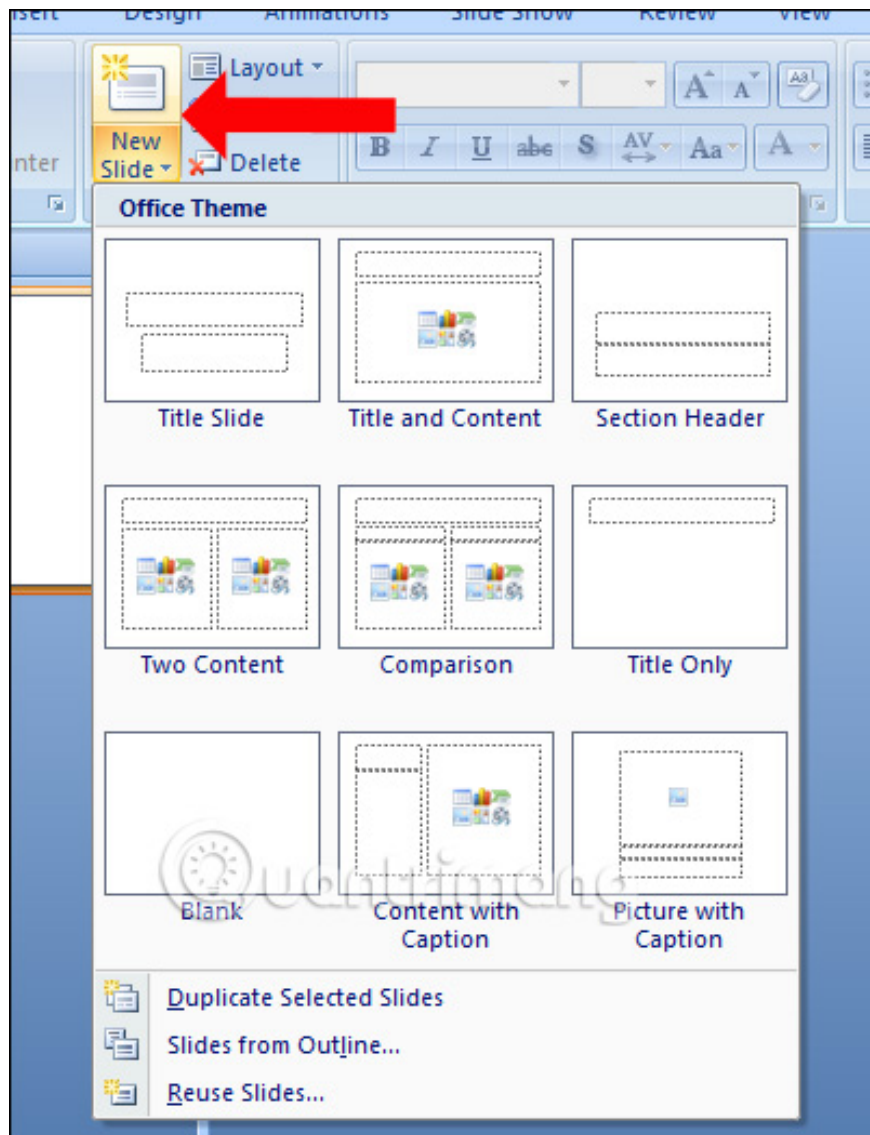 Design Animations Slide Show Review View
Layout
New
Slide
Delete
B I U abc S AV Aa A
A A Aa
Office Theme
Title Slide
Title and Content
Section Header
Two Content
Comparison
Title Only
Blank
Content with
Caption
Picture with
Caption
Quantrimang
Duplicate Selected Slides
Slides from Outline...
Reuse Slides...